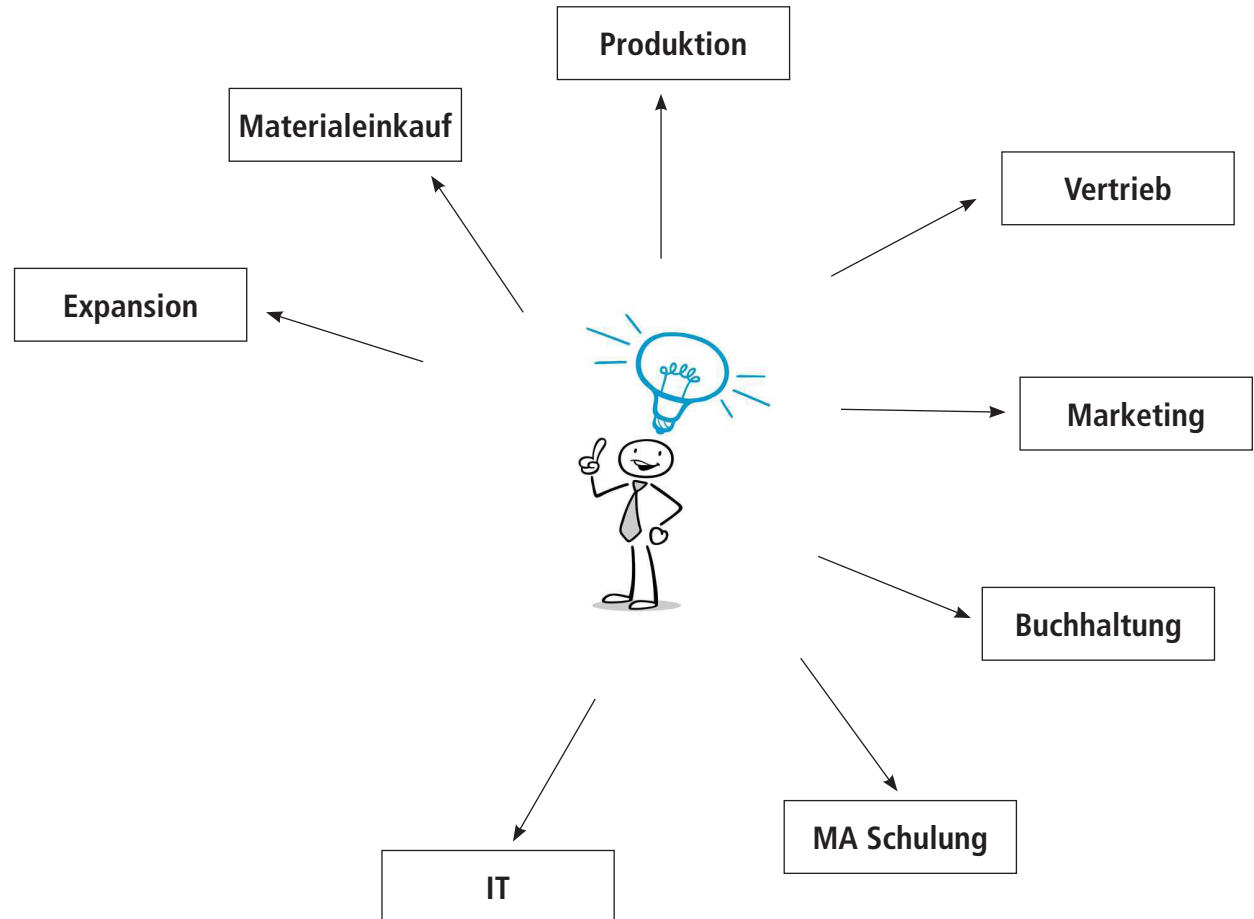 Produktion
Materialeinkauf
Vertrieb
Expansion
Marketing
Buchhaltung
MA Schulung
IT